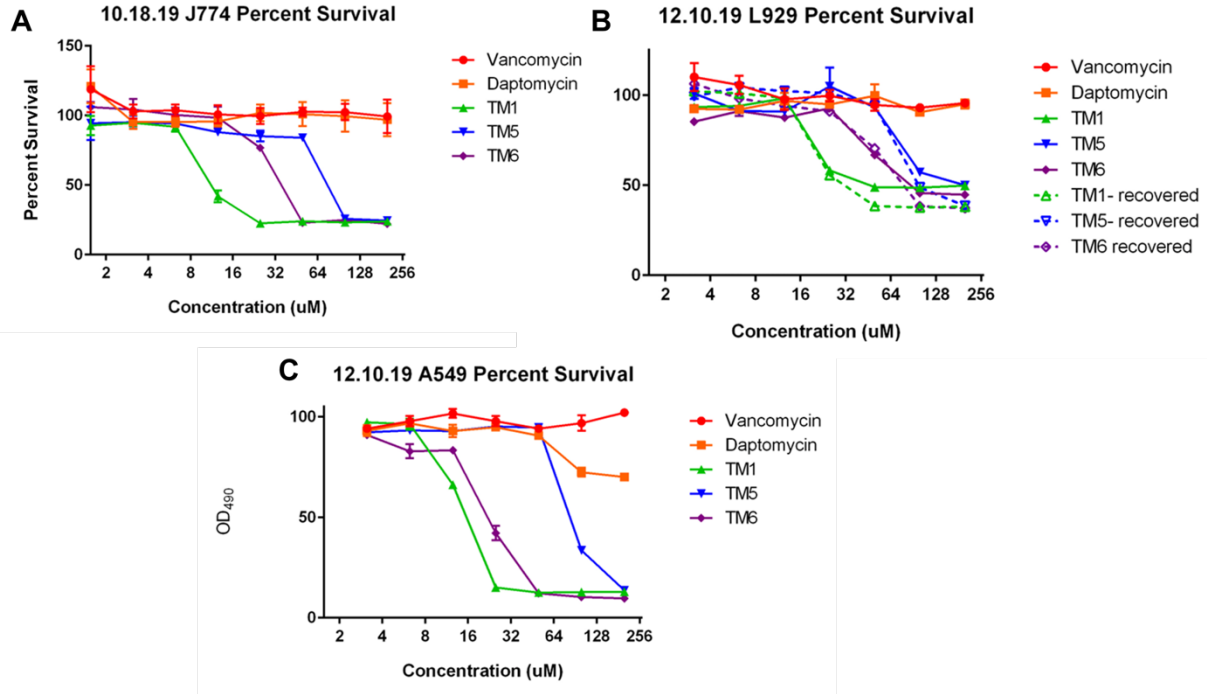 A
10.18.19 J774 Percent Survival
150
100
50
0
Percent Survival
2 4 8 16 32 64 128 256
Concentration (uM)
Vancomycin
Daptomycin
TM1
TM5
TM6
B
12.10.19 L929 Percent Survival
100
50
0
2 4 8 16 32 64 128 256
Concentration (uM)
Vancomycin
Daptomycin
TM1
TM5
TM6
TM1- recovered
TM5- recovered
TM6 recovered
C
12.10.19 A549 Percent Survival
100
50
0
OD490
2 4 8 16 32 64 128 256
Concentration (uM)
Vancomycin
Daptomycin
TM1
TM5
TM6